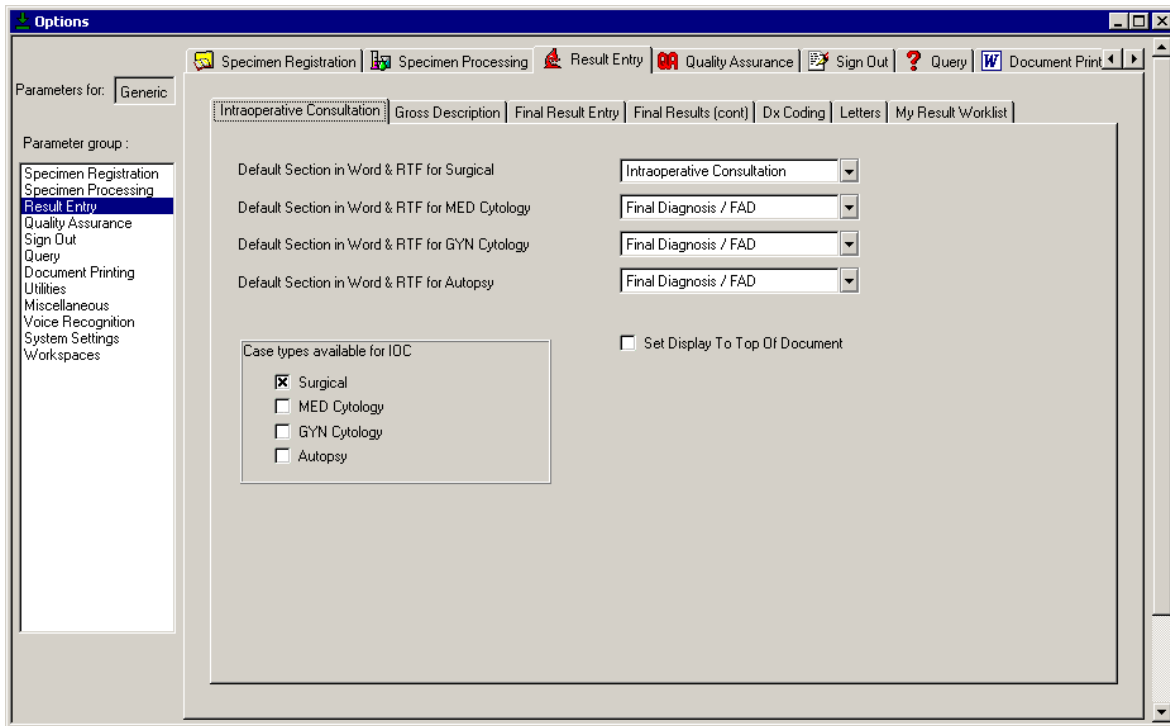 Options
Specimen Registration Specimen Processing Result Entry QA Quality Assurance Sign Out ? Query W Document Print
Parameters for: Generic
Intraoperative Consultation Gross Description Final Result Entry Final Results (cont) Dx Coding Letters My Result Worklist
Parameter group :
Specimen Registration
Specimen Processing
Result Entry
Quality Assurance
Sign Out
Query
Document Printing
Utilities
Miscellaneous
Voice Recognition
System Settings
Workspaces
Default Section in Word & RTF for Surgical Intraoperative Consultation
Default Section in Word & RTF for MED Cytology Final Diagnosis / FAD
Default Section in Word & RTF for GYN Cytology Final Diagnosis / FAD
Default Section in Word & RTF for Autopsy Final Diagnosis / FAD
Set Display To Top Of Document
Case types available for IOC
Surgical
MED Cytology
GYN Cytology
Autopsy